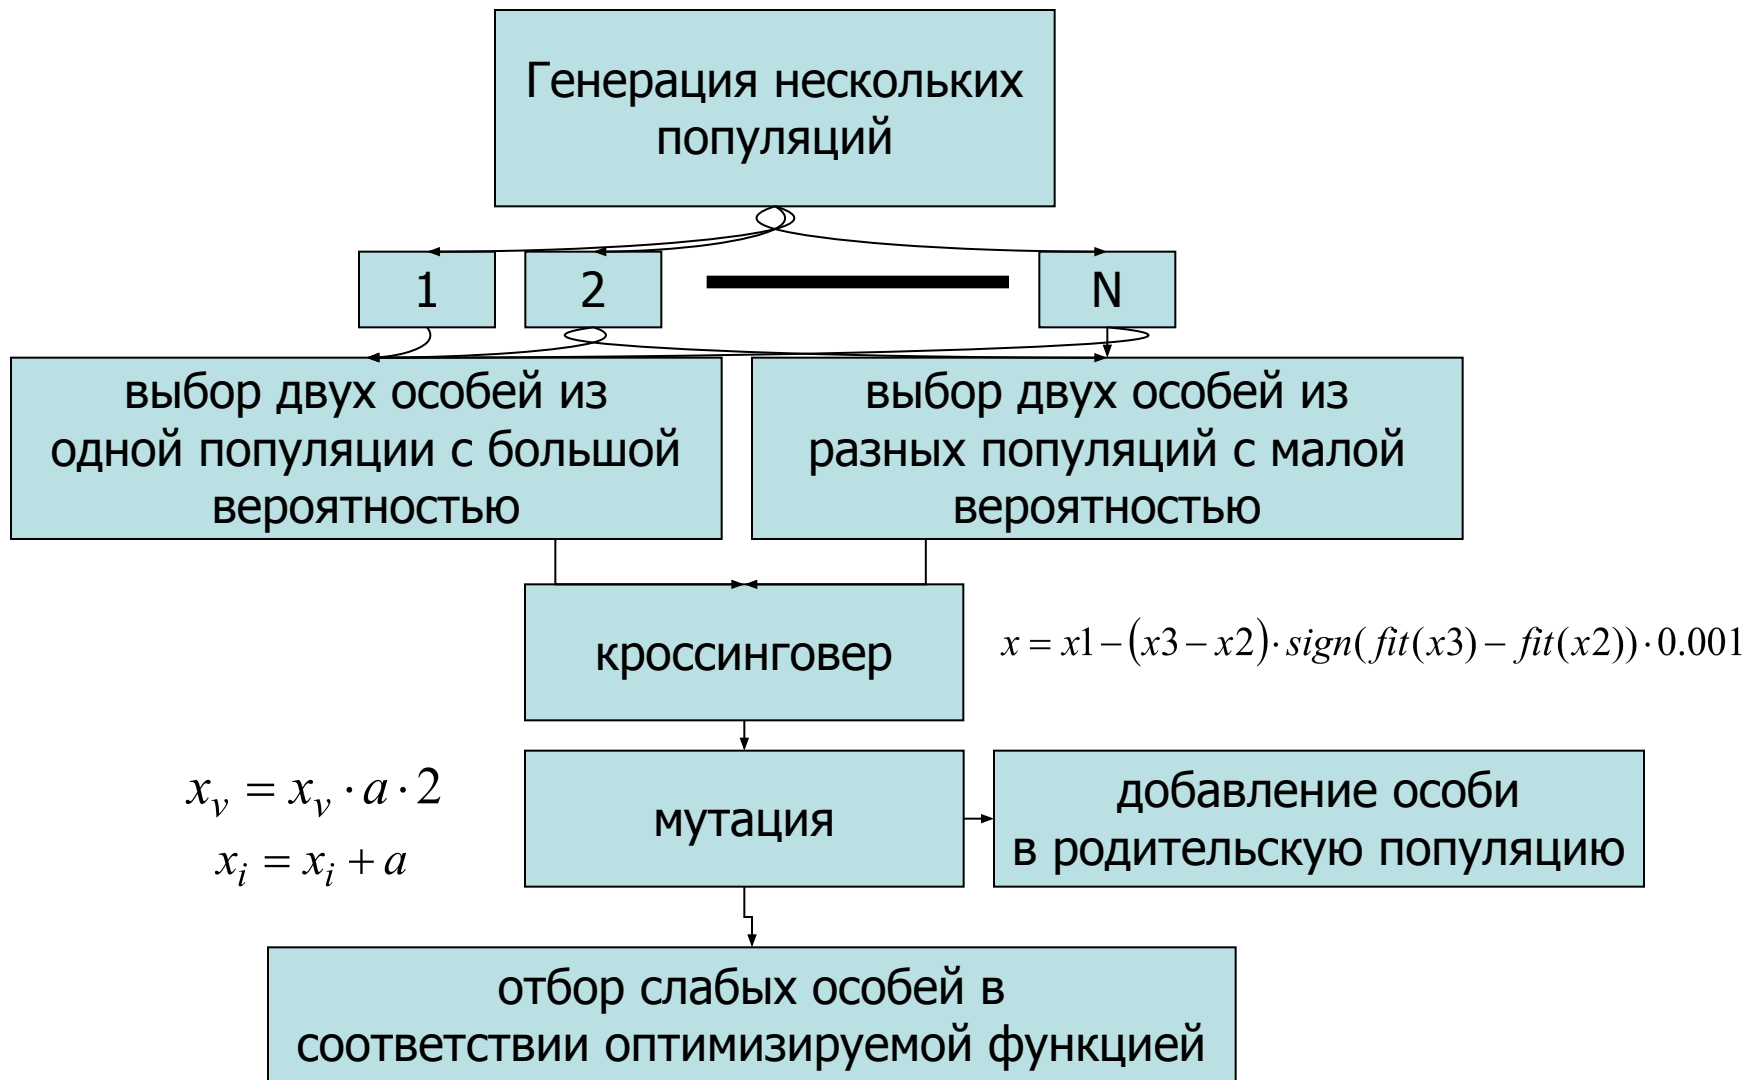 Генерация нескольких
популяций
1
2
N
выбор двух особей из
одной популяции с большой
вероятностью
выбор двух особей из
разных популяций с малой
вероятностью
кроссинговер
x = x1 − (x3 − x2) · sign( fit(x3) − fit(x2)) · 0.001
x_v = x_v · a · 2
x_i = x_i + a
мутация
добавление особи
в родительскую популяцию
отбор слабых особей в
соответствии оптимизируемой функцией